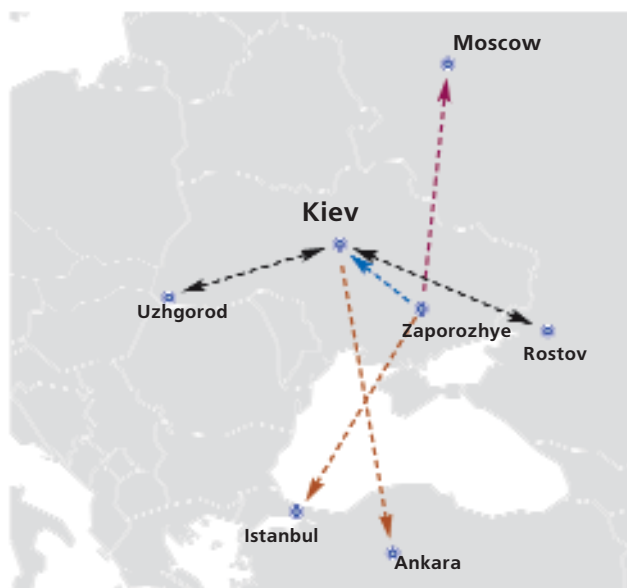 Moscow
Kiev
Uzhgorod
Zaporozhye
Rostov
Istanbul
Ankara